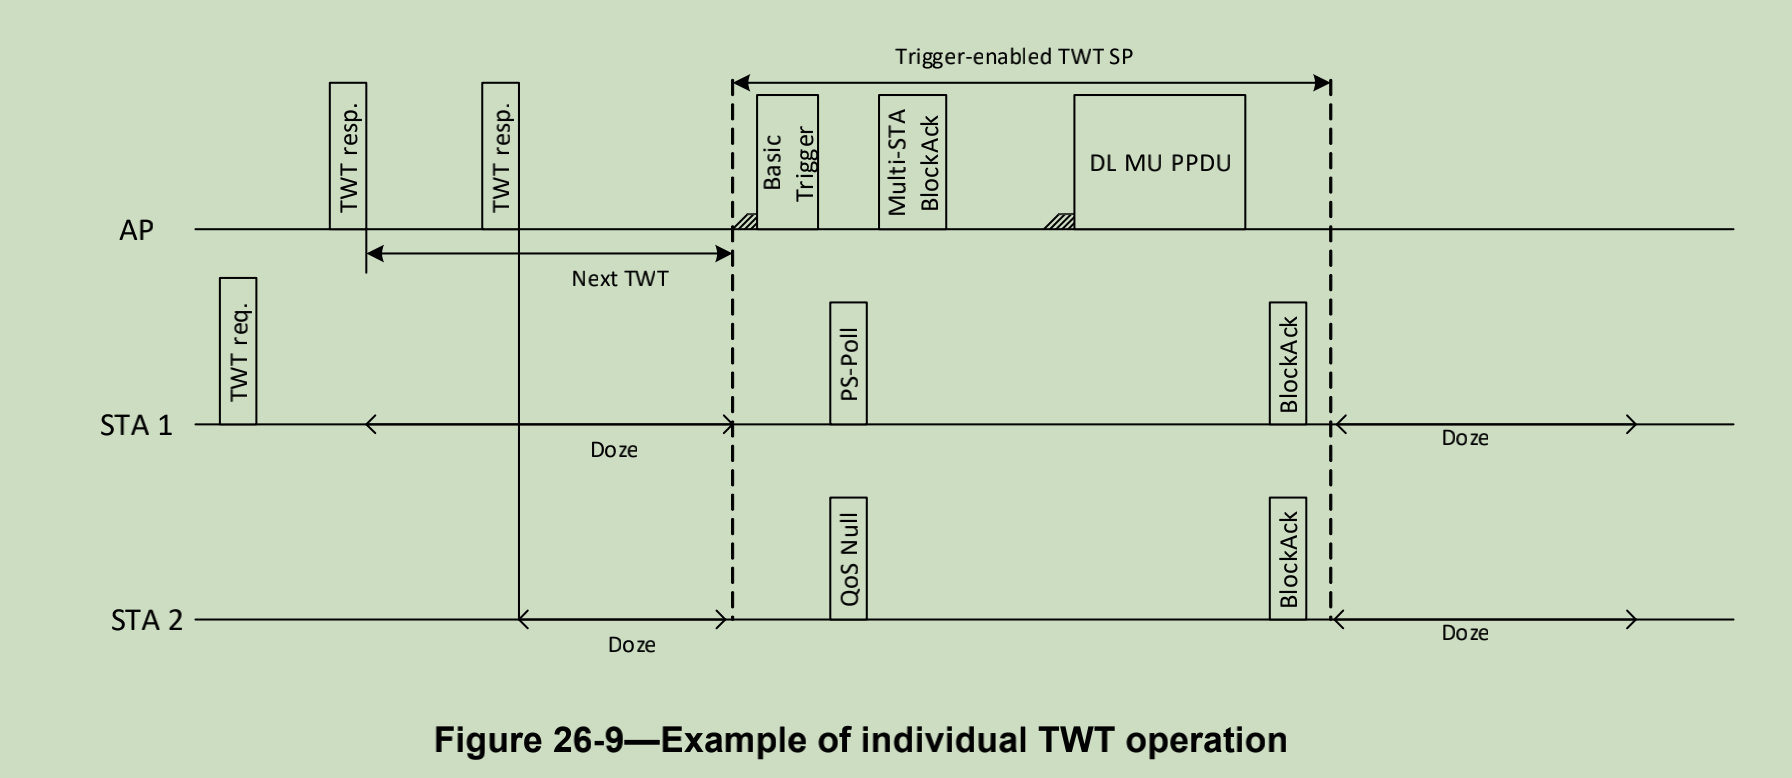 Trigger-enabled TWT SP
TWT resp.
TWT resp.
Basic
Trigger
Multi-STA
BlockAck
DL MU PPDU
AP
Next TWT
TWT req.
PS-Poll
BlockAck
STA 1
Doze
Doze
QoS Null
BlockAck
STA 2
Doze
Doze
Figure 26-9—Example of individual TWT operation